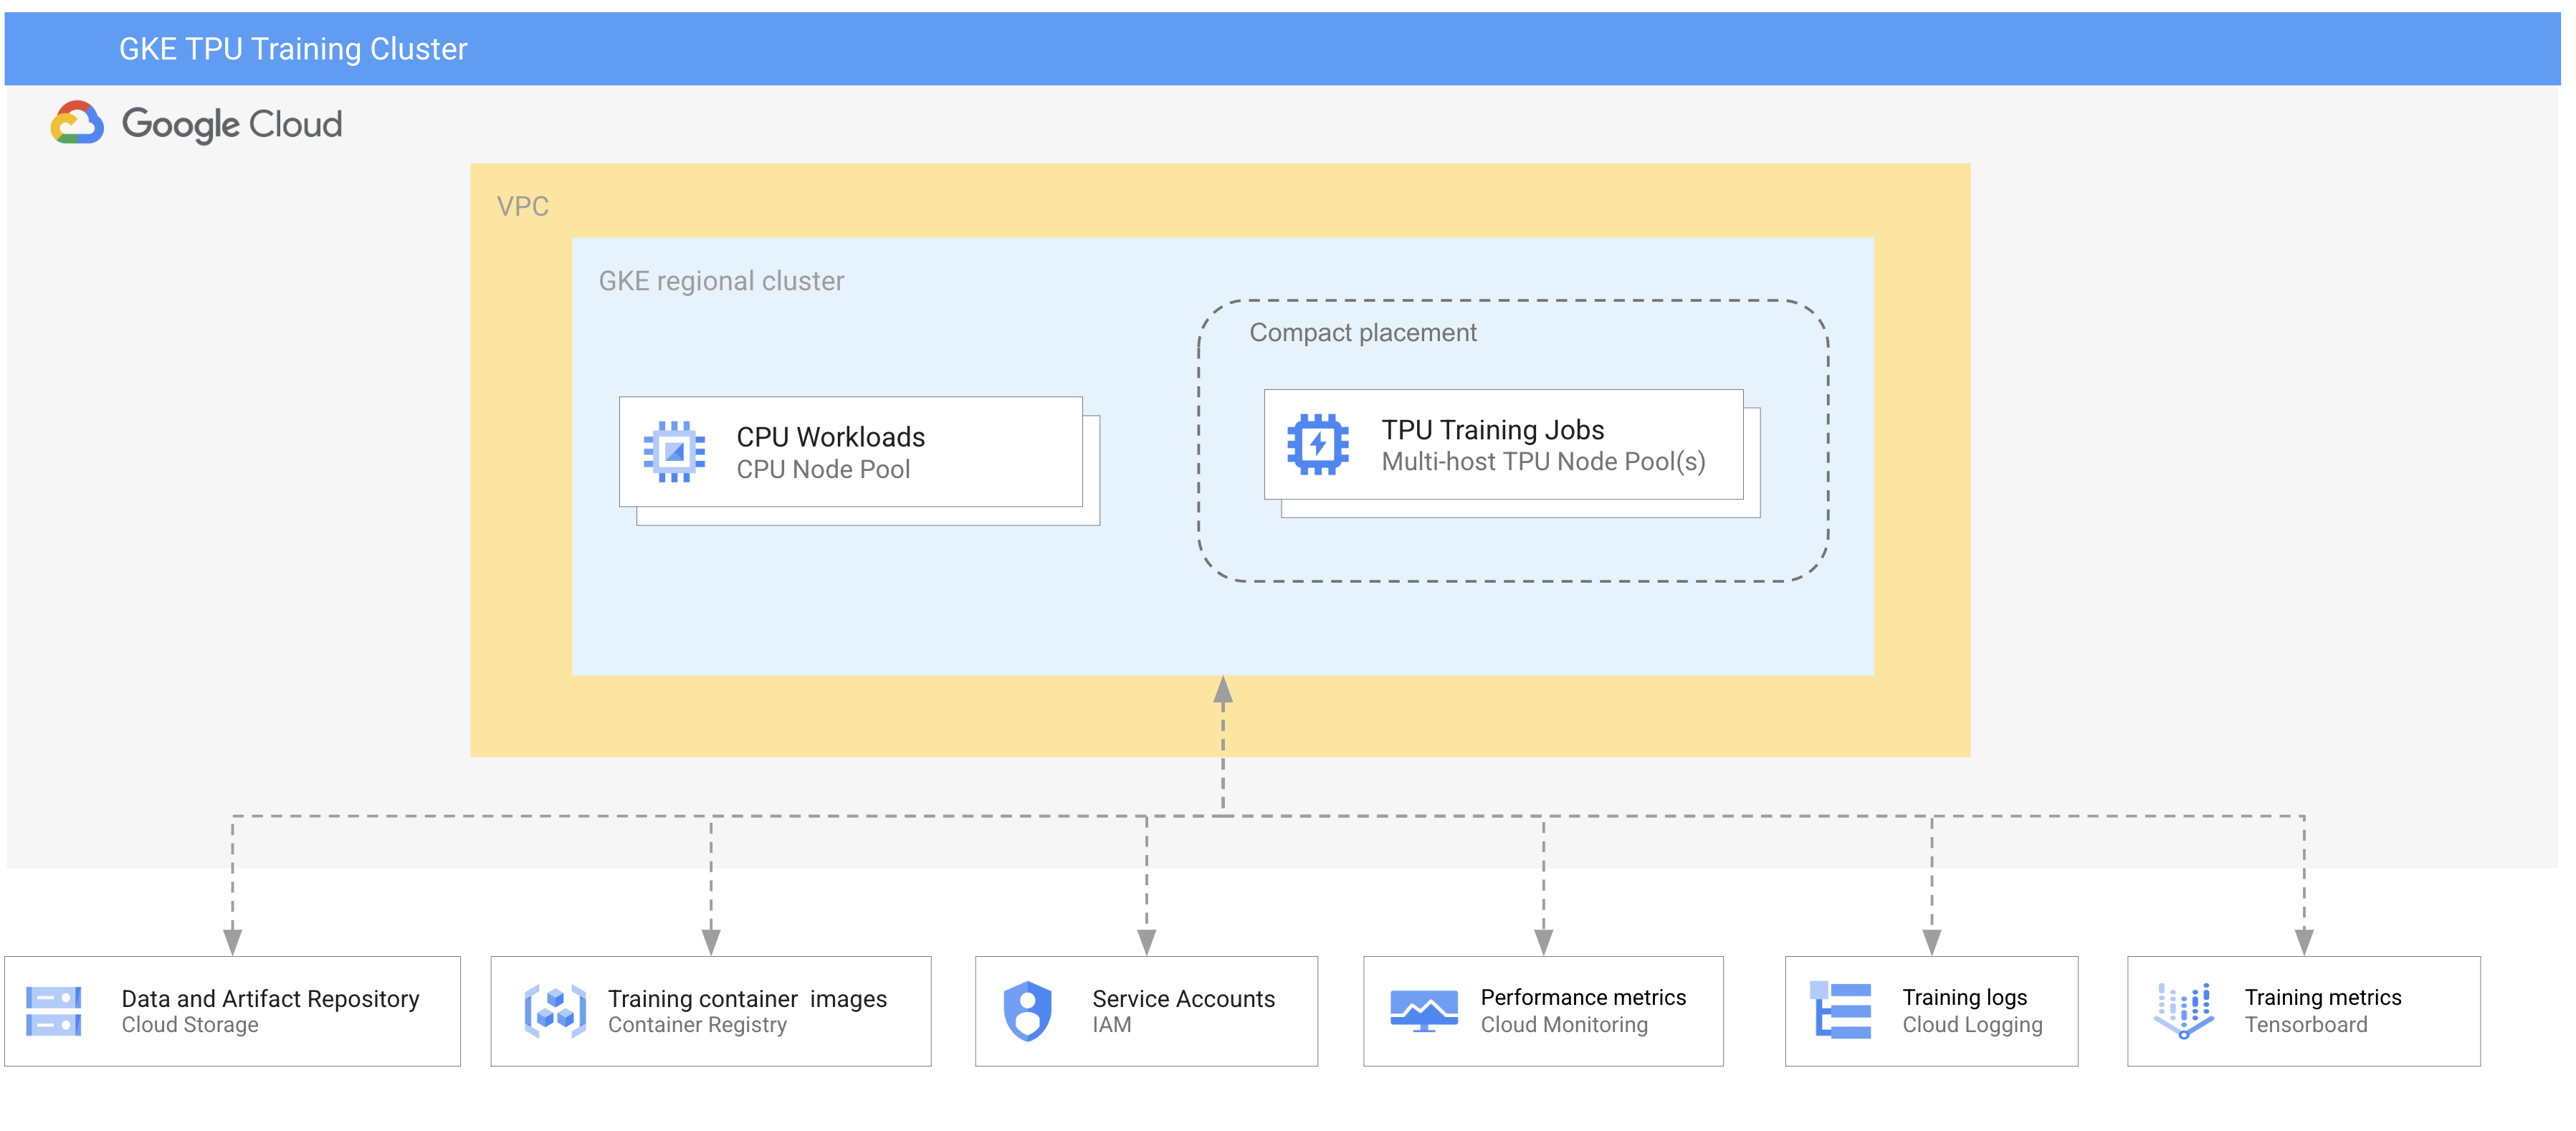 GKE TPU Training Cluster
Google Cloud
VPC
GKE regional cluster
Compact placement
CPU Workloads
CPU Node Pool
TPU Training Jobs
Multi-host TPU Node Pool(s)
Data and Artifact Repository
Cloud Storage
Training container images
Container Registry
Service Accounts
IAM
Performance metrics
Cloud Monitoring
Training logs
Cloud Logging
Training metrics
Tensorboard